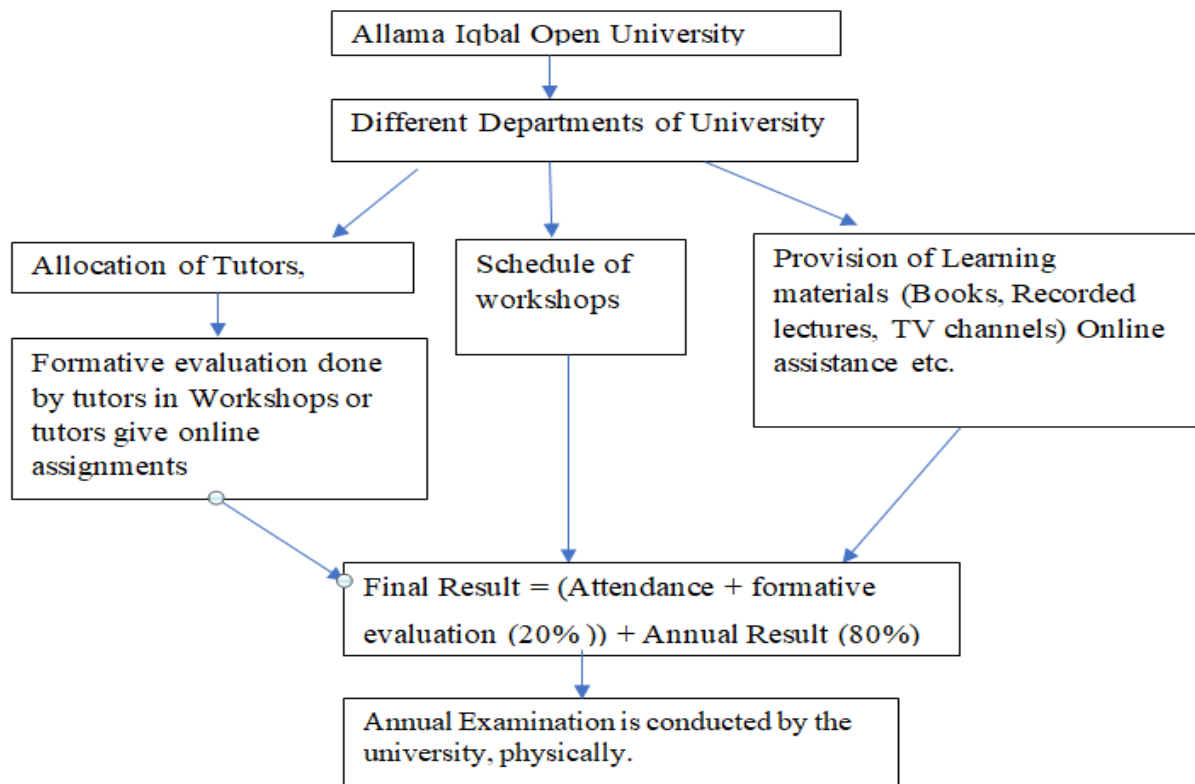 Allama Iqbal Open University
Different Departments of University
Allocation of Tutors,
Schedule of
workshops
Provision of Learning
materials (Books, Recorded
lectures, TV channels) Online
assistance etc.
Formative evaluation done
by tutors in Workshops or
tutors give online
assignments
Final Result = (Attendance + formative
evaluation (20% )) + Annual Result (80%)
Annual Examination is conducted by the
university, physically.